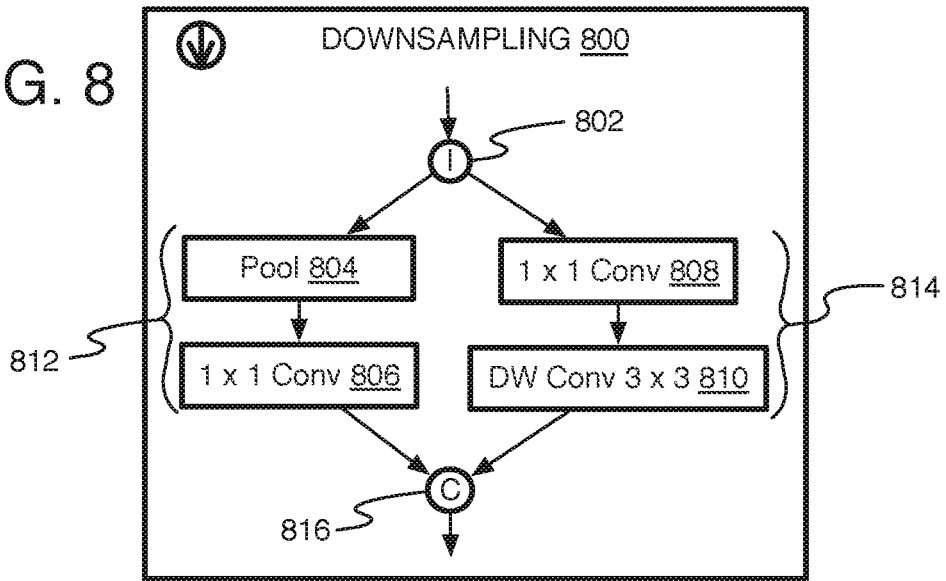 G. 8
DOWNSAMPLING 800
802
I
Pool 804
1 x 1 Conv 808
814
812
1 x 1 Conv 806
DW Conv 3 x 3 810
C
816